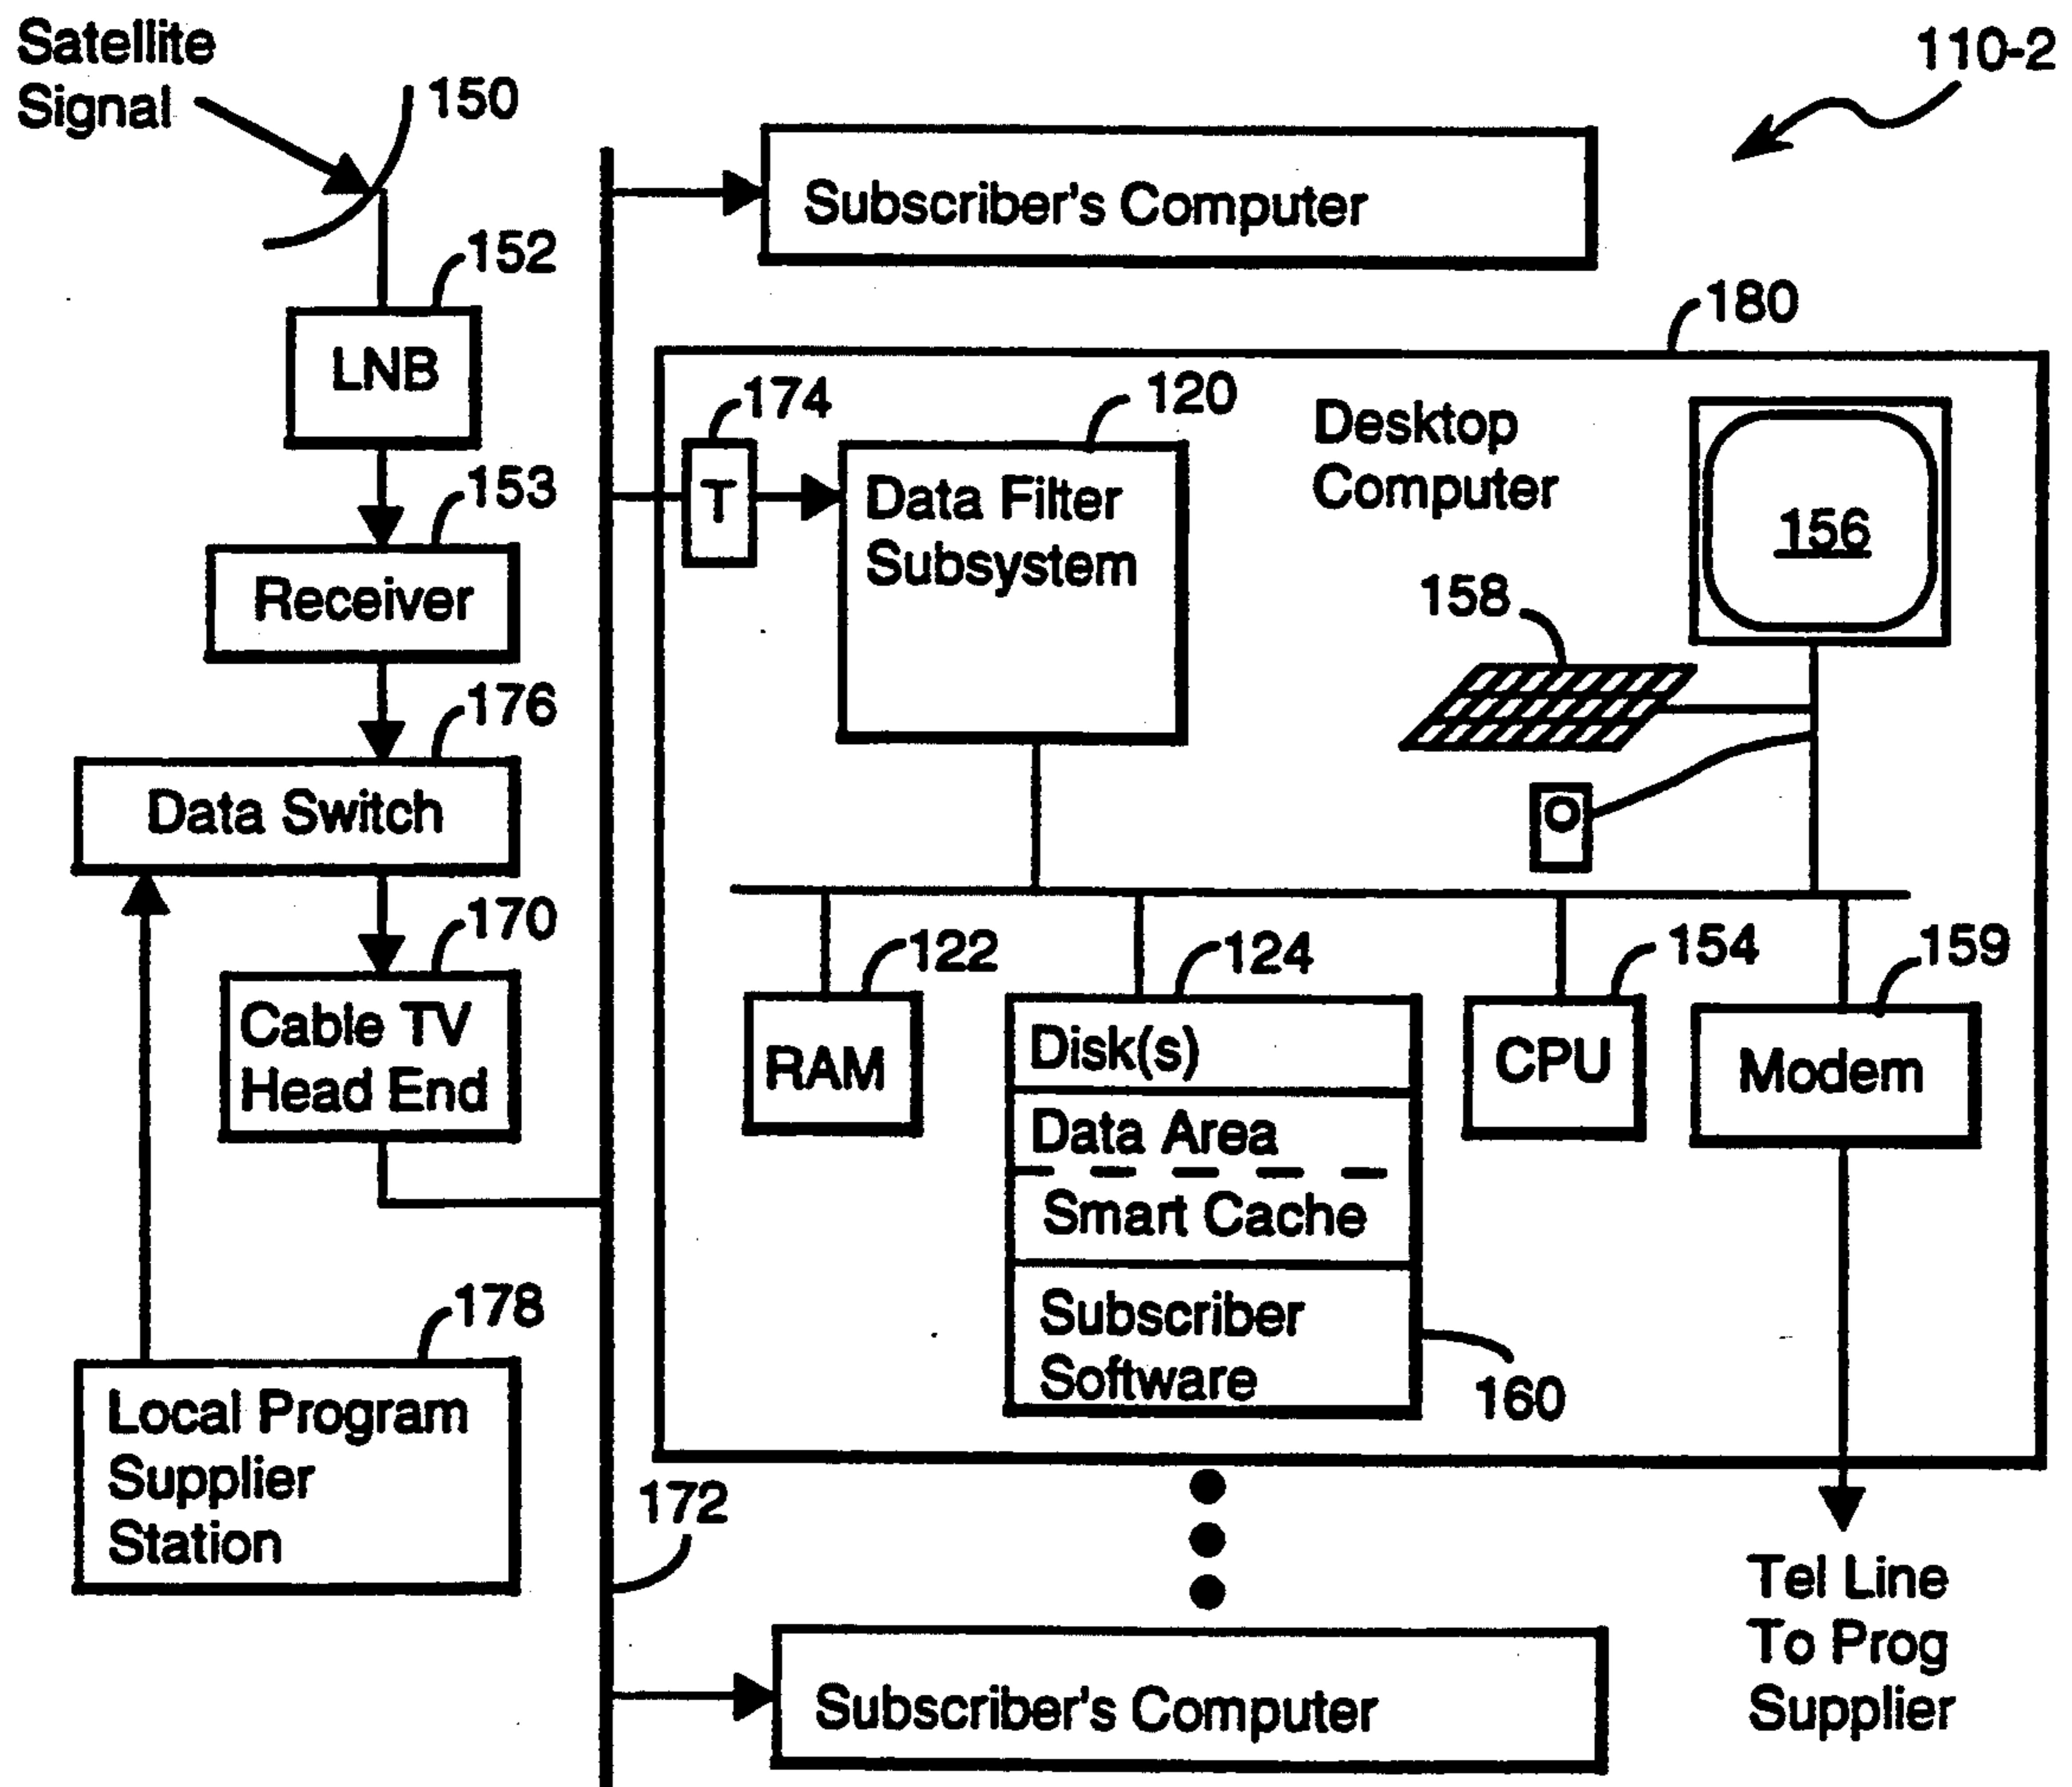 Satellite
Signal
150
110-2
Subscriber's Computer
152
LNB
180
174
120
Desktop
Computer
T
Data Filter
Subsystem
156
153
Receiver
158
176
Data Switch
170
Cable TV
Head End
122
RAM
124
Disk(s)
Data Area
Smart Cache
Subscriber
Software
160
154
CPU
159
Modem
178
Local Program
Supplier
Station
172
Tel Line
To Prog
Supplier
Subscriber's Computer